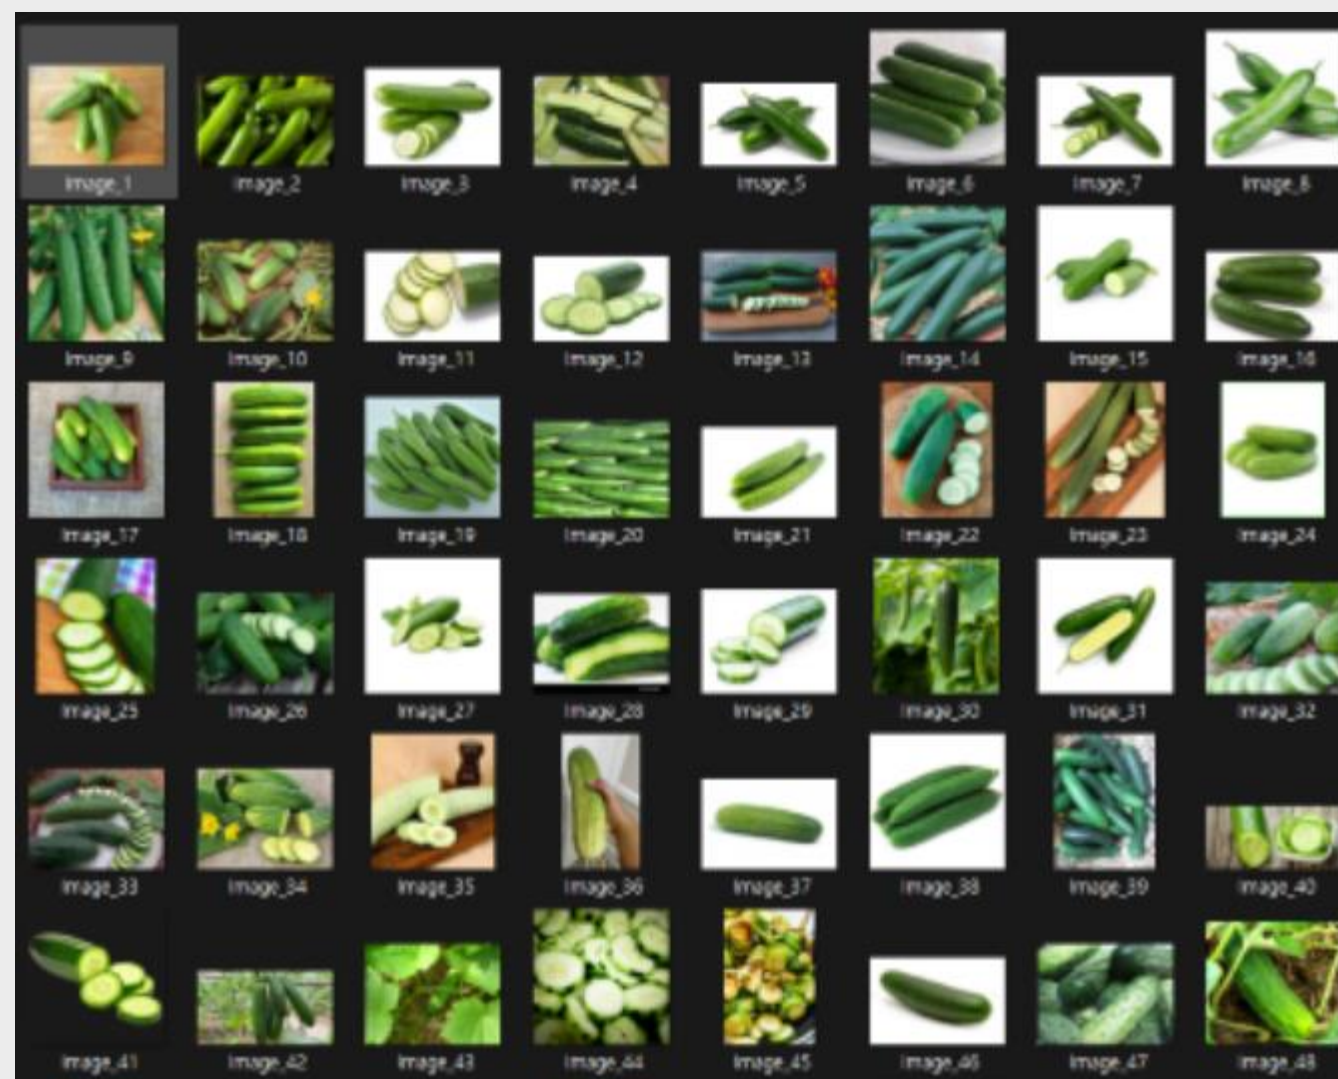 Image_1 Image_2 Image_3 Image_4 Image_5 Image_6 Image_7 Image_8
Image_9 Image_10 Image_11 Image_12 Image_13 Image_14 Image_15 Image_16
Image_17 Image_18 Image_19 Image_20 Image_21 Image_22 Image_23 Image_24
Image_25 Image_26 Image_27 Image_28 Image_29 Image_30 Image_31 Image_32
Image_33 Image_34 Image_35 Image_36 Image_37 Image_38 Image_39 Image_40
Image_41 Image_42 Image_43 Image_44 Image_45 Image_46 Image_47 Image_48